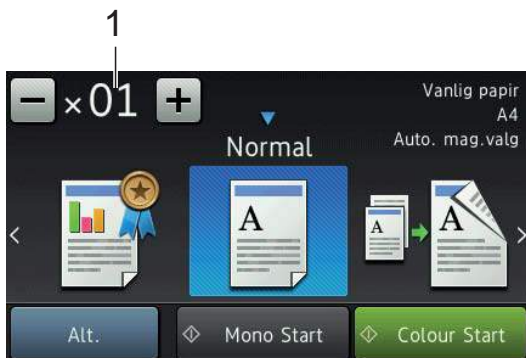 1
×01
Vanlig papir
A4
Auto. mag.valg
Normal
A
A
A
Alt.
Mono Start
Colour Start